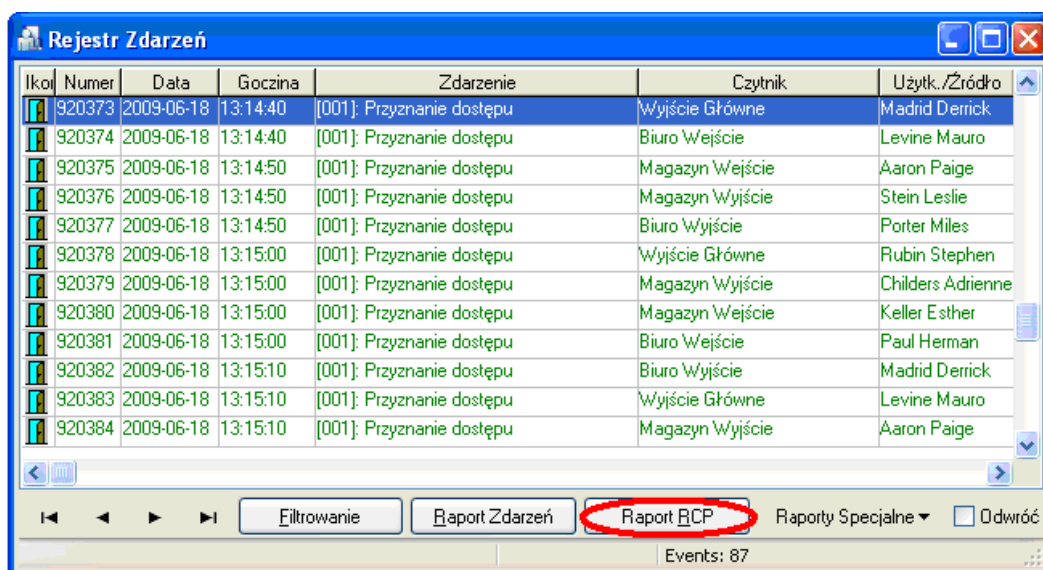 Rejestr Zdarzeń
Ikoi Numer Data Goczina Zdarzenie Czytnik Użytk./Źródło
920373 2009-06-18 13:14:40 [001]: Przyznanie dostępu Wyjście Główne Madrid Derrick
920374 2009-06-18 13:14:40 [001]: Przyznanie dostępu Biuro Wejście Levine Mauro
920375 2009-06-18 13:14:50 [001]: Przyznanie dostępu Magazyn Wejście Aaron Paige
920376 2009-06-18 13:14:50 [001]: Przyznanie dostępu Magazyn Wyjście Stein Leslie
920377 2009-06-18 13:14:50 [001]: Przyznanie dostępu Biuro Wyjście Porter Miles
920378 2009-06-18 13:15:00 [001]: Przyznanie dostępu Wyjście Główne Rubin Stephen
920379 2009-06-18 13:15:00 [001]: Przyznanie dostępu Magazyn Wyjście Childers Adrienne
920380 2009-06-18 13:15:00 [001]: Przyznanie dostępu Magazyn Wejście Keller Esther
920381 2009-06-18 13:15:00 [001]: Przyznanie dostępu Biuro Wejście Paul Herman
920382 2009-06-18 13:15:10 [001]: Przyznanie dostępu Biuro Wyjście Madrid Derrick
920383 2009-06-18 13:15:10 [001]: Przyznanie dostępu Wyjście Główne Levine Mauro
920384 2009-06-18 13:15:10 [001]: Przyznanie dostępu Magazyn Wyjście Aaron Paige
Filtrowanie Raport Zdarzeń Raport RCP Raporty Specjalne Odwróć
Events: 87